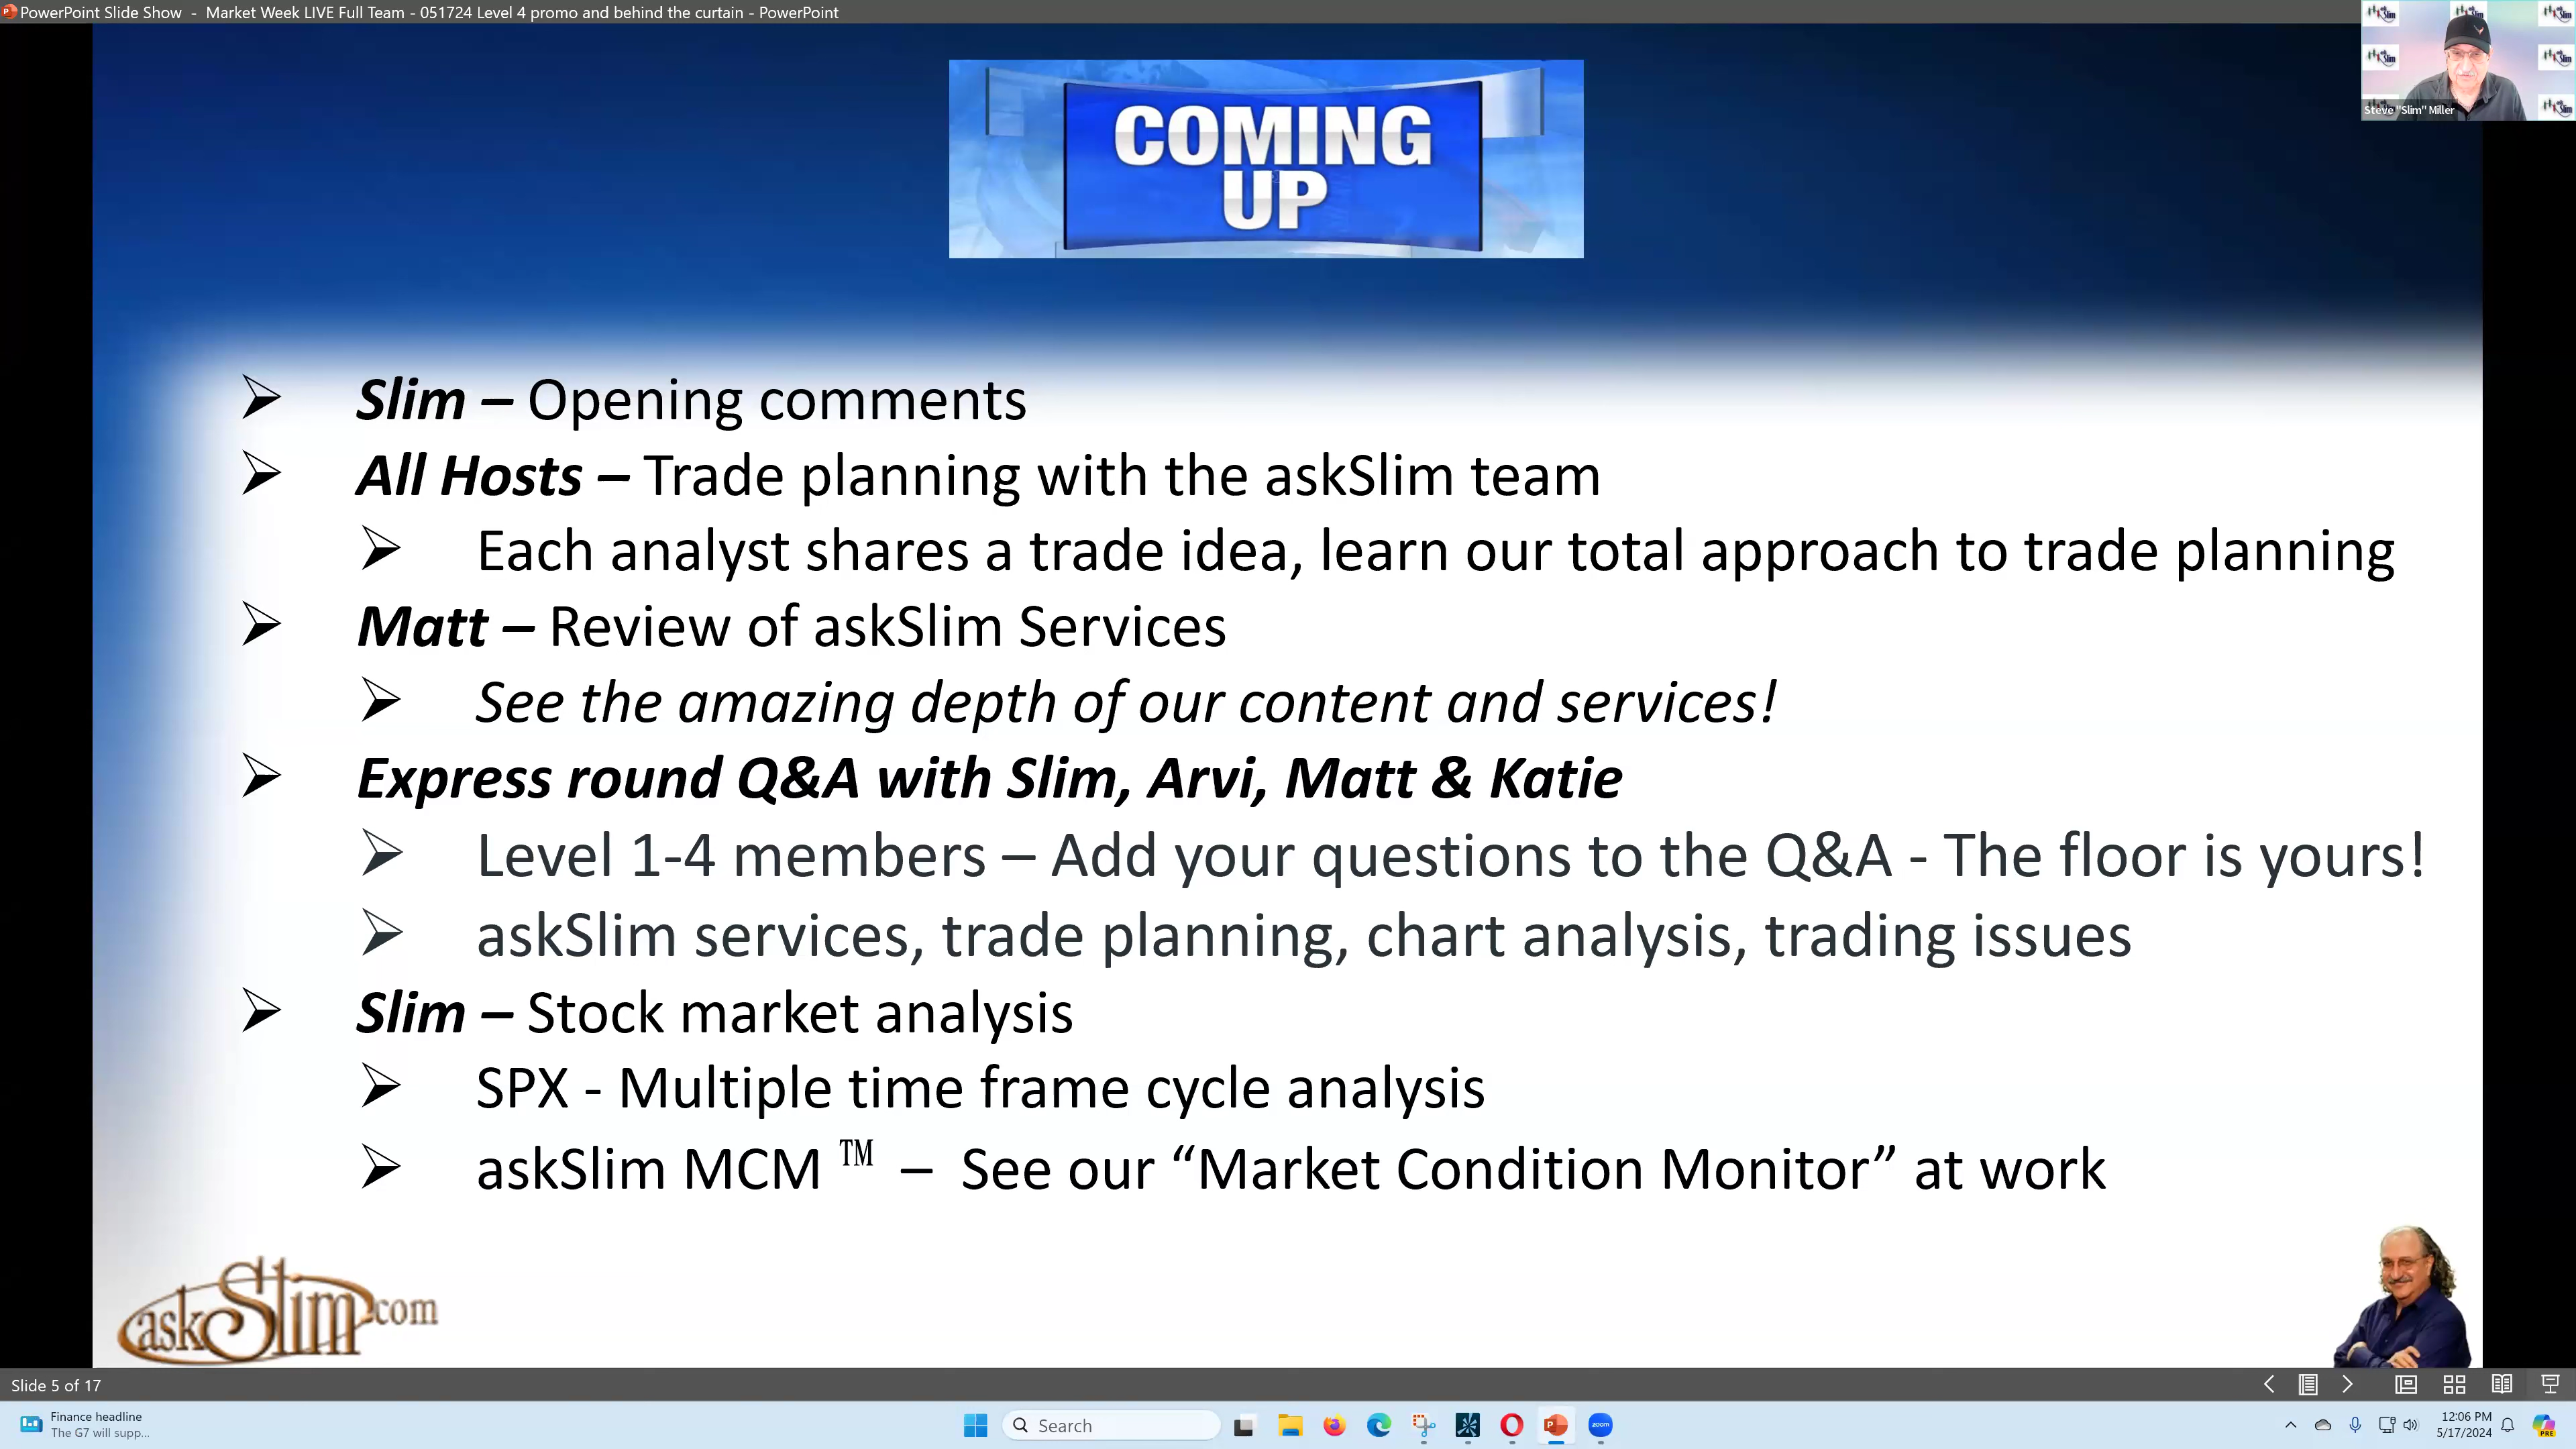 PowerPoint Slide Show - Market Week LIVE Full Team - 051724 Level 4 promo and behind the curtain - PowerPoint
Steve "Slim" Miller
COMING
UP
Slim – Opening comments
All Hosts – Trade planning with the askSlim team
Each analyst shares a trade idea, learn our total approach to trade planning
Matt – Review of askSlim Services
See the amazing depth of our content and services!
Express round Q&A with Slim, Arvi, Matt & Katie
Level 1-4 members – Add your questions to the Q&A - The floor is yours!
askSlim services, trade planning, chart analysis, trading issues
Slim – Stock market analysis
SPX - Multiple time frame cycle analysis
askSlim MCM ™ – See our “Market Condition Monitor” at work
askSlim.com
Slide 5 of 17
Finance headline
The G7 will supp...
Search
zoom
12:06 PM
5/17/2024
PRE